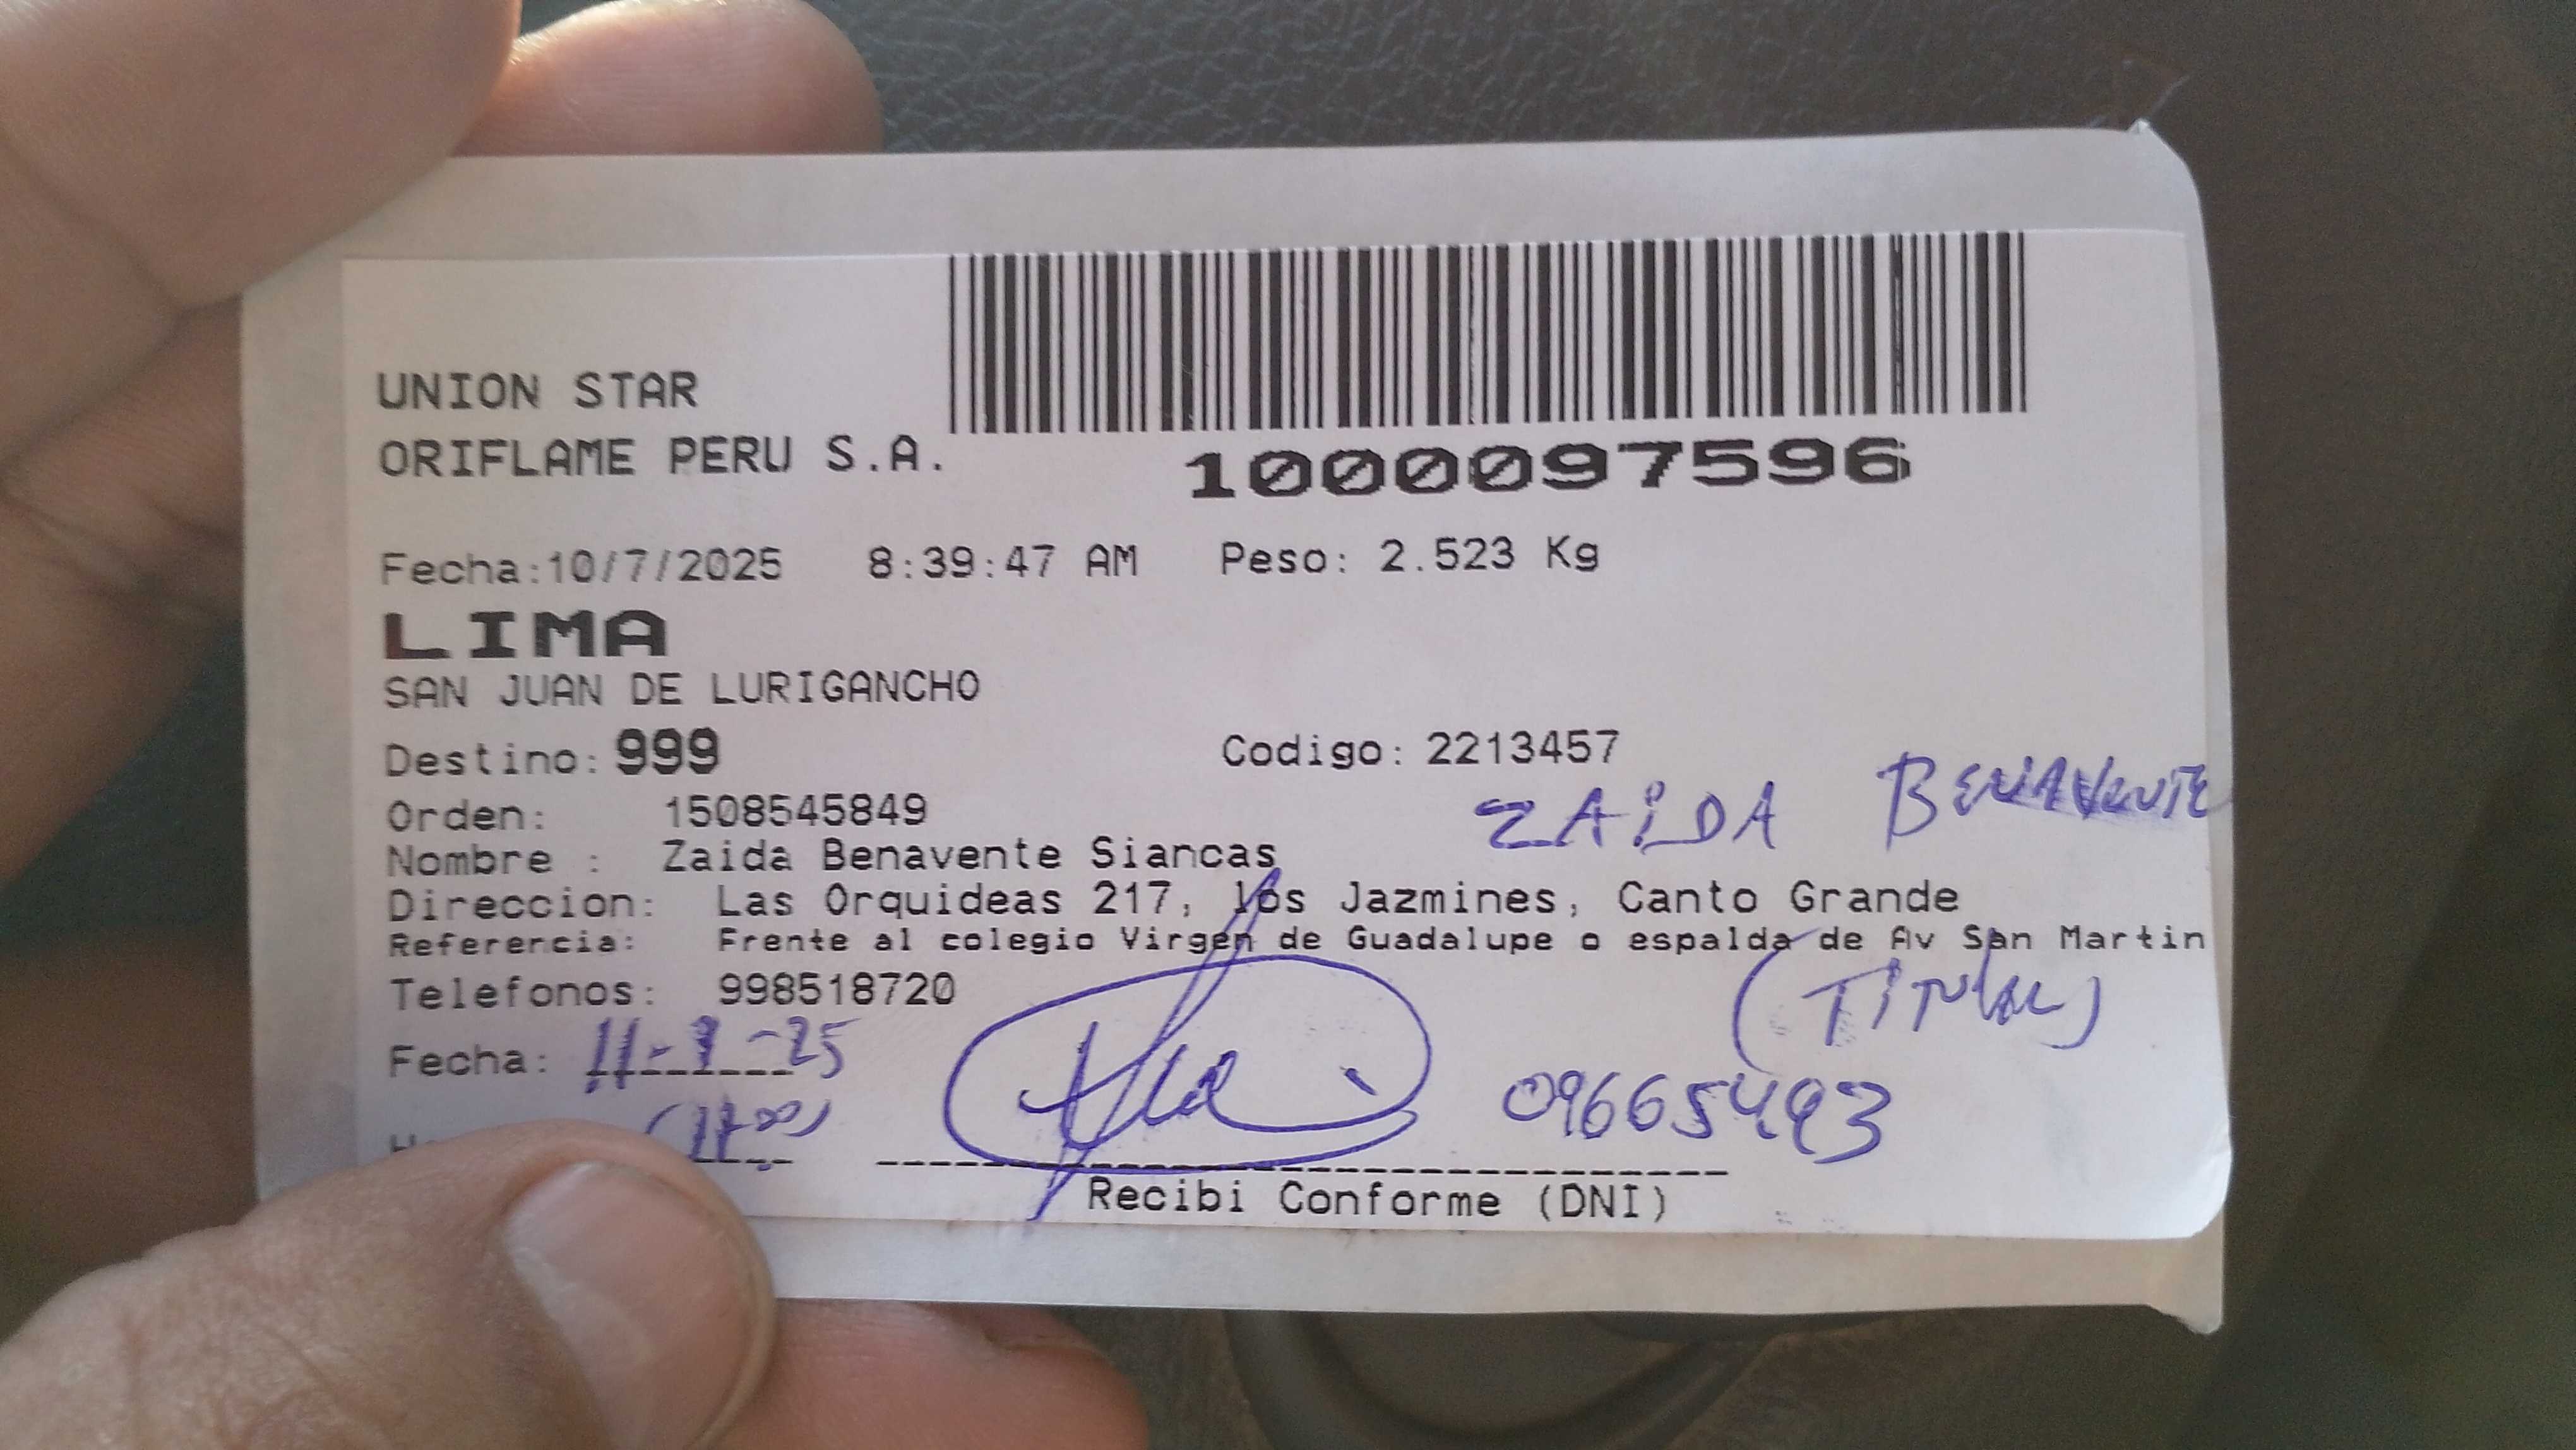 UNION STAR
ORIFLAME PERU S.A.
1000097596
Fecha:10/7/2025 8:39:47 AM Peso: 2.523 Kg
LIMA
SAN JUAN DE LURIGANCHO
Destino: 999 Codigo: 2213457
ZAIDA BENAVENTE
Orden: 1508545849
Nombre : Zaida Benavente Siancas
Direccion: Las Orquideas 217, los Jazmines, Canto Grande
Referencia: Frente al colegio Virgen de Guadalupe o espalda de Av San Martin
(TITULAR)
Telefonos: 998518720
Fecha: 11-7-25
09665493
Recibi Conforme (DNI)